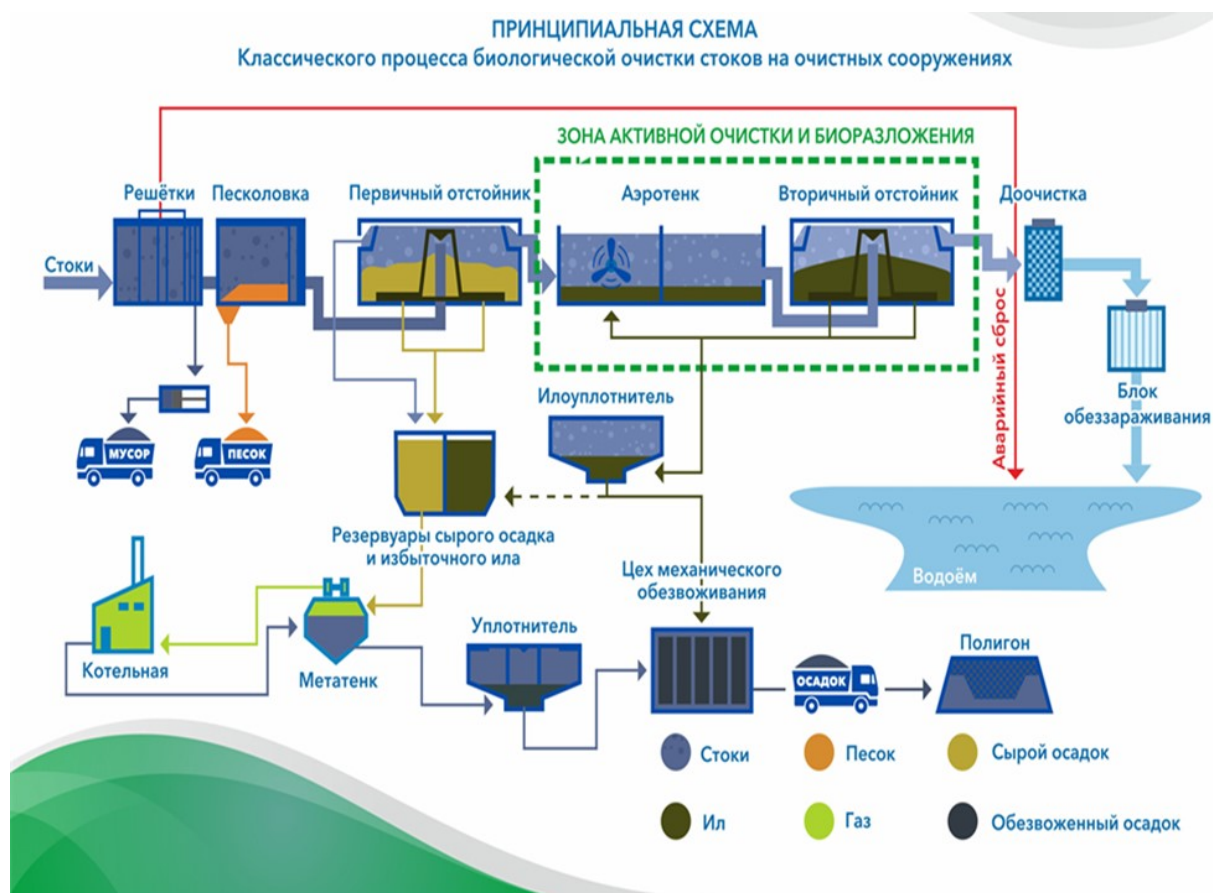 ПРИНЦИПИАЛЬНАЯ СХЕМА
Классического процесса биологической очистки стоков на очистных сооружениях
ЗОНА АКТИВНОЙ ОЧИСТКИ И БИОРАЗЛОЖЕНИЯ
Решётки
Песколовка
Первичный отстойник
Аэротенк
Вторичный отстойник
Доочистка
Стоки
Аварийный сброс
Блок
обеззараживания
МУСОР
ПЕСОК
Илоуплотнитель
Резервуары сырого осадка
и избыточного ила
Цех механического
обезвоживания
Водоём
Котельная
Метатенк
Уплотнитель
ОСАДОК
Полигон
Стоки
Песок
Сырой осадок
Ил
Газ
Обезвоженный осадок